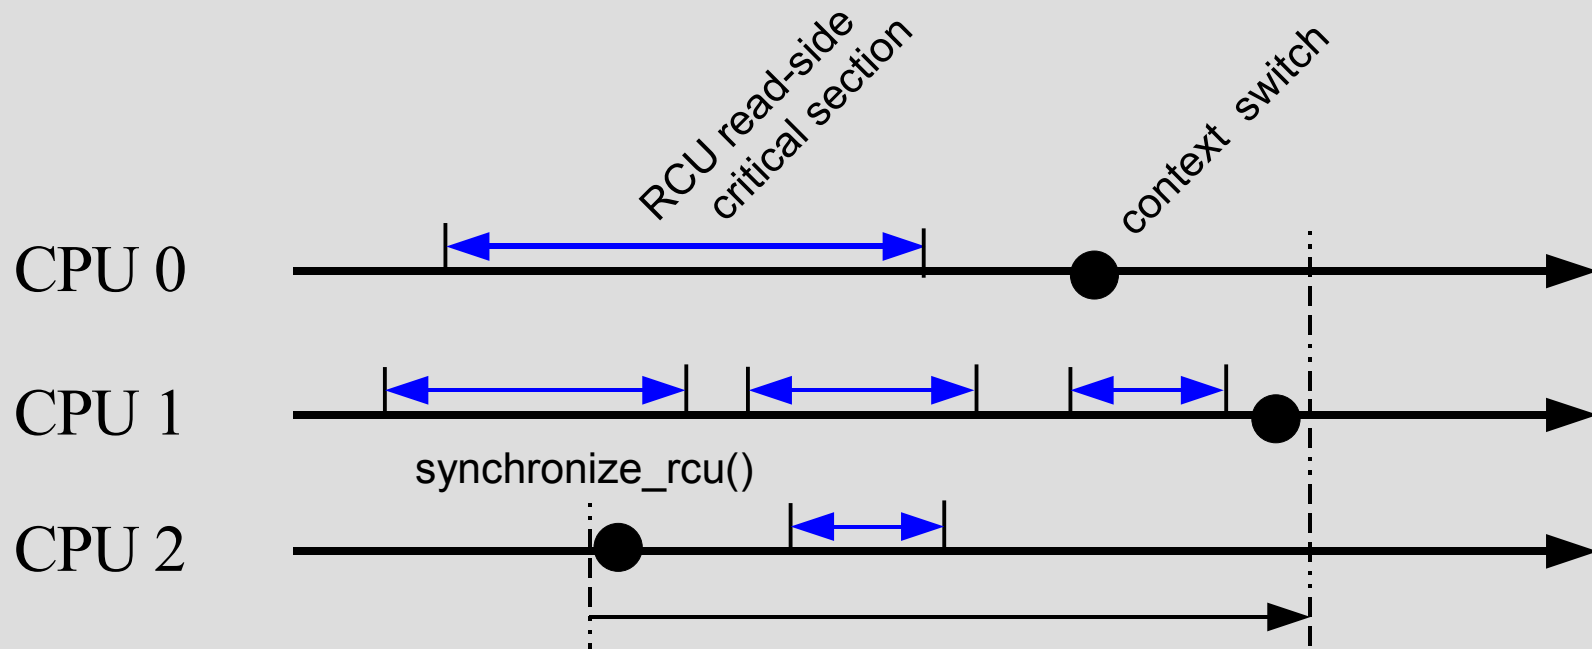 RCU read-side
critical section
context switch
CPU 0
CPU 1
synchronize_rcu()
CPU 2